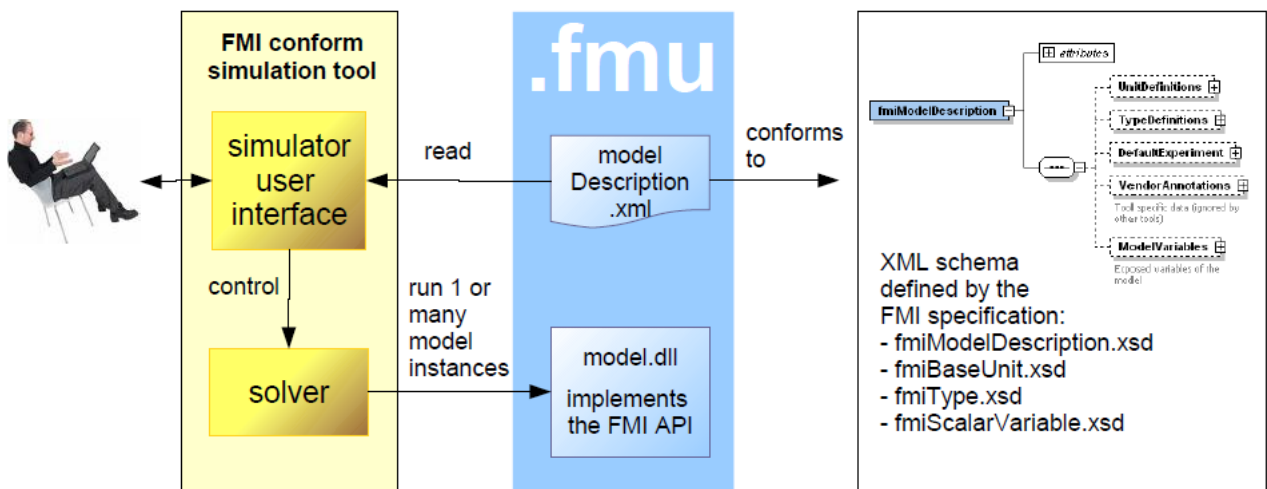 FMI conform
simulation tool
simulator
user
interface
control
solver
read
run 1 or
many
model
instances
.fmu
model
Description
.xml
model.dll
implements
the FMI API
conforms
to
fmiModelDescription
attributes
UnitDefinitions
TypeDefinitions
DefaultExperiment
VendorAnnotations
Tool specific data (ignored by
other tools)
ModelVariables
Exposed variables of the
model
XML schema
defined by the
FMI specification:
- fmiModelDescription.xsd
- fmiBaseUnit.xsd
- fmiType.xsd
- fmiScalarVariable.xsd